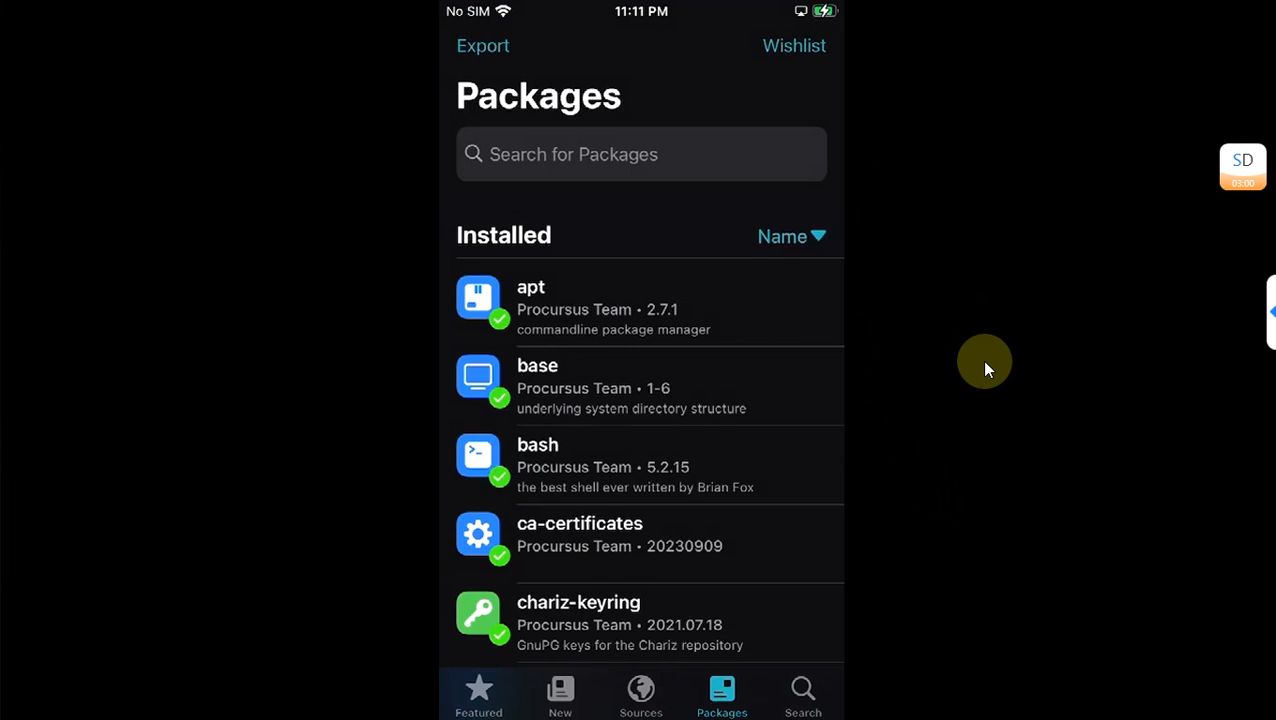 No SIM
11:11 PM
Export
Wishlist
Packages
Search for Packages
Installed
Name
apt
Procursus Team • 2.7.1
commandline package manager
base
Procursus Team • 1-6
underlying system directory structure
bash
Procursus Team • 5.2.15
the best shell ever written by Brian Fox
ca-certificates
Procursus Team • 20230909
chariz-keyring
Procursus Team • 2021.07.18
GnuPG keys for the Chariz repository
Featured
New
Sources
Packages
Search
SD
03:00